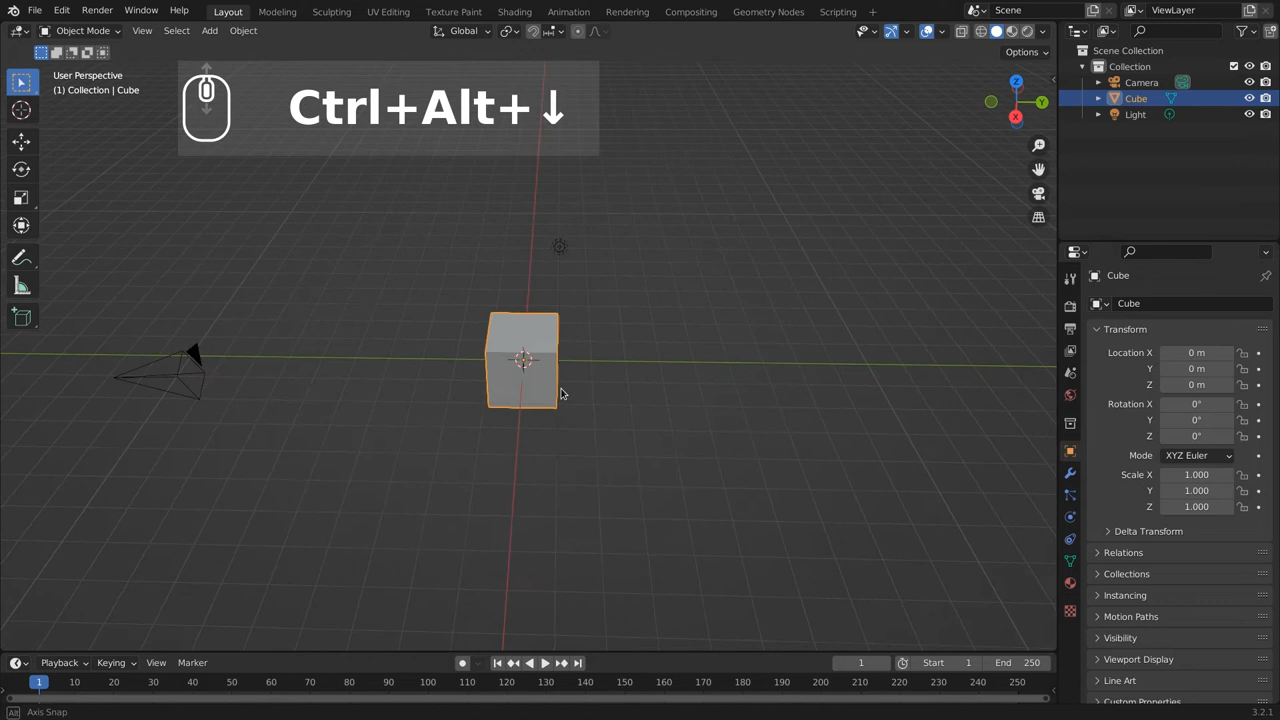 File Edit Render Window Help
Layout Modeling Sculpting UV Editing Texture Paint Shading Animation Rendering Compositing Geometry Nodes Scripting +
Scene
ViewLayer
Object Mode View Select Add Object
Global
Options
User Perspective
(1) Collection | Cube
Ctrl+Alt+↓
Z
Y
X
Scene Collection
Collection
Camera
Cube
Light
Cube
Cube
Transform
Location X 0 m
Y 0 m
Z 0 m
Rotation X 0°
Y 0°
Z 0°
Mode XYZ Euler
Scale X 1.000
Y 1.000
Z 1.000
Delta Transform
Relations
Collections
Instancing
Motion Paths
Visibility
Viewport Display
Line Art
Custom Properties
Playback Keying View Marker
1 Start 1 End 250
1 10 20 30 40 50 60 70 80 90 100 110 120 130 140 150 160 170 180 190 200 210 220 230 240 250
Alt Axis Snap
3.2.1